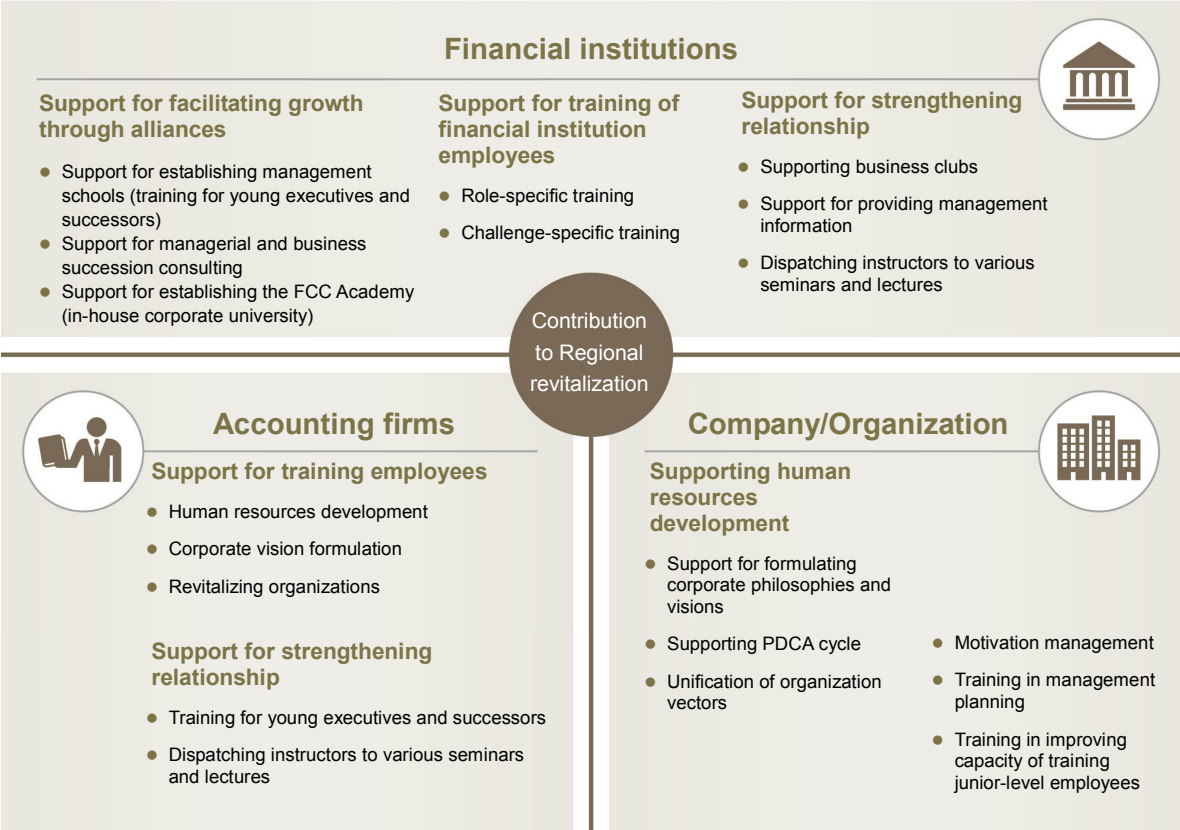 Financial institutions
Support for facilitating growth
through alliances
● Support for establishing management
schools (training for young executives and
successors)
● Support for managerial and business
succession consulting
● Support for establishing the FCC Academy
(in-house corporate university)
Support for training of
financial institution
employees
● Role-specific training
● Challenge-specific training
Support for strengthening
relationship
● Supporting business clubs
● Support for providing management
information
● Dispatching instructors to various
seminars and lectures
Contribution
to Regional
revitalization
Accounting firms
Support for training employees
● Human resources development
● Corporate vision formulation
● Revitalizing organizations
Support for strengthening
relationship
● Training for young executives and successors
● Dispatching instructors to various seminars
and lectures
Company/Organization
Supporting human
resources
development
● Support for formulating
corporate philosophies and
visions
● Supporting PDCA cycle
● Unification of organization
vectors
● Motivation management
● Training in management
planning
● Training in improving
capacity of training
junior-level employees